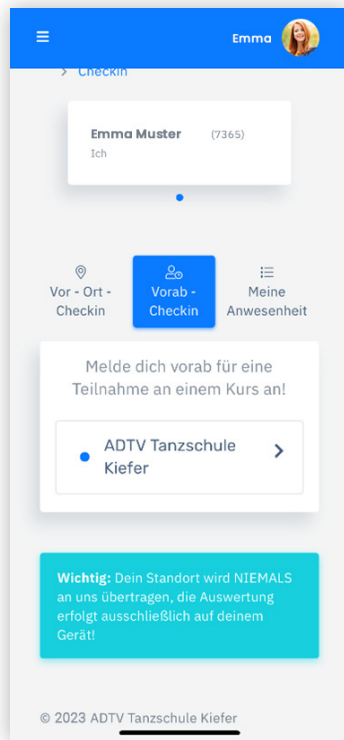 Emma
> Checkin
Emma Muster (7365)
Ich
Vor - Ort -
Checkin
Vorab -
Checkin
Meine
Anwesenheit
Melde dich vorab für eine
Teilnahme an einem Kurs an!
ADTV Tanzschule
Kiefer
Wichtig: Dein Standort wird NIEMALS
an uns übertragen, die Auswertung
erfolgt ausschließlich auf deinem
Gerät!
© 2023 ADTV Tanzschule Kiefer